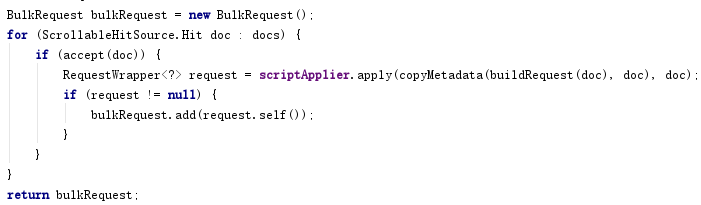 BulkRequest bulkRequest = new BulkRequest();
for (ScrollableHitSource.Hit doc : docs) {
    if (accept(doc)) {
        RequestWrapper<?> request = scriptApplier.apply(copyMetadata(buildRequest(doc), doc), doc);
        if (request != null) {
            bulkRequest.add(request.self());
        }
    }
}
return bulkRequest;